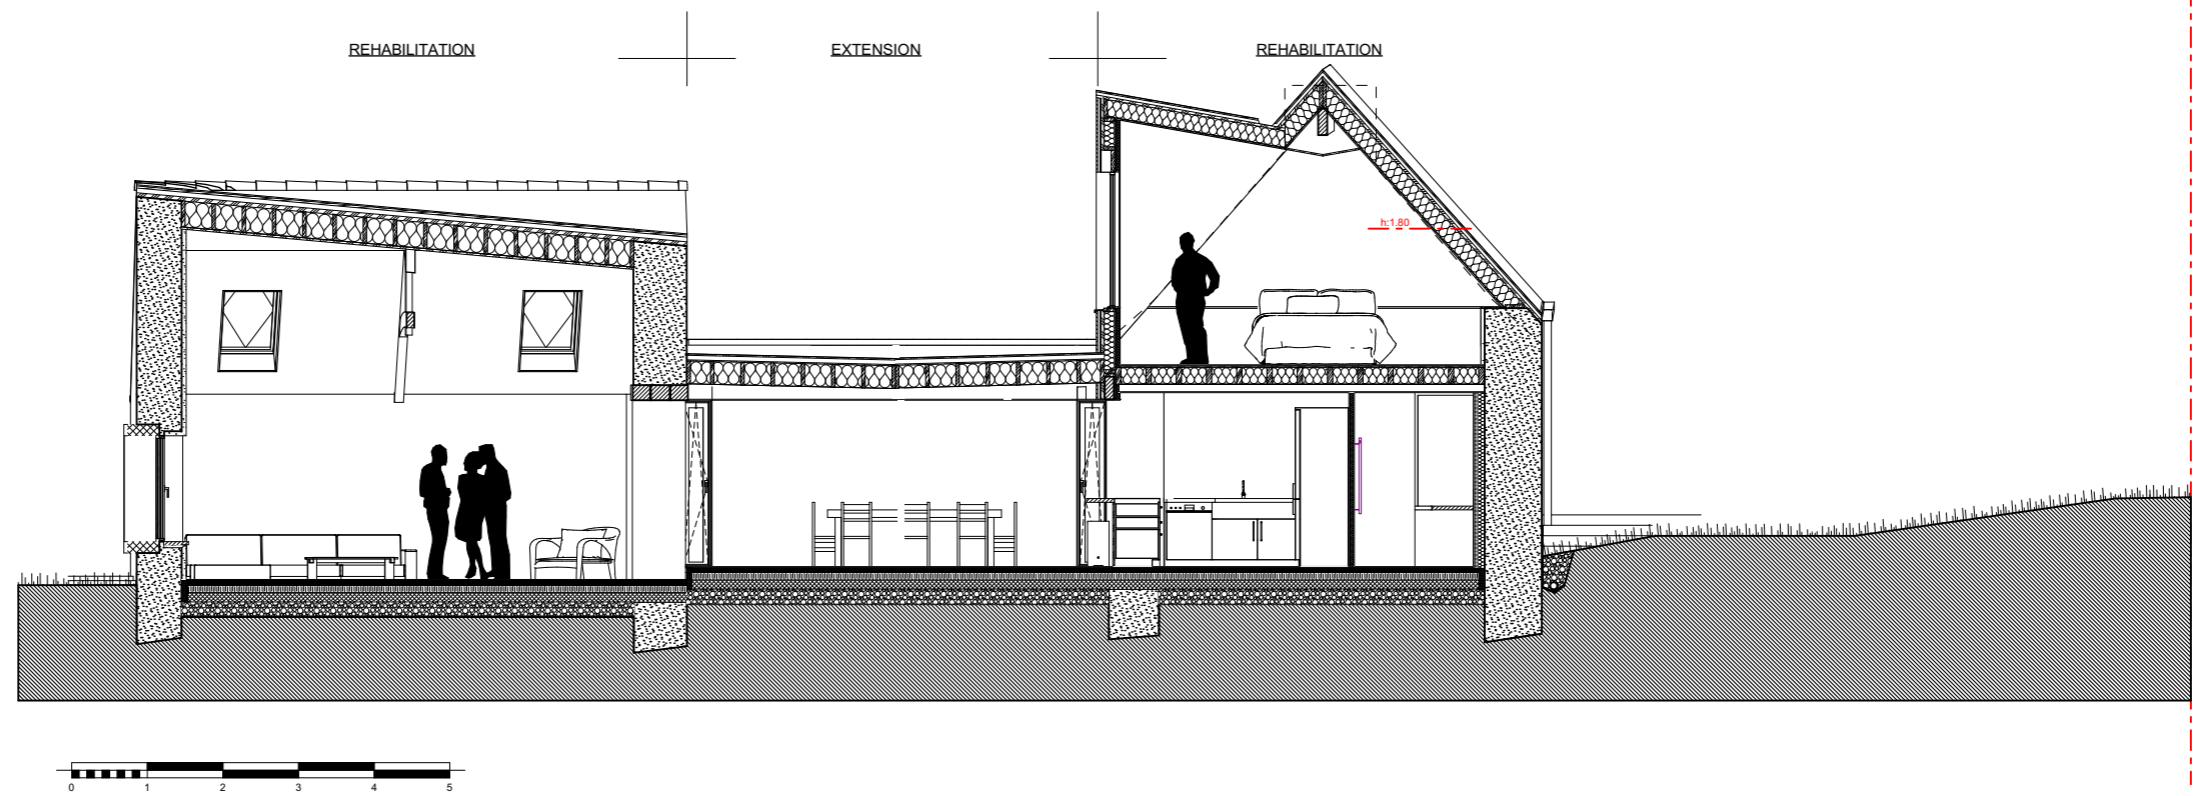 REHABILITATION
EXTENSION
REHABILITATION
h:1.80
0 1 2 3 4 5